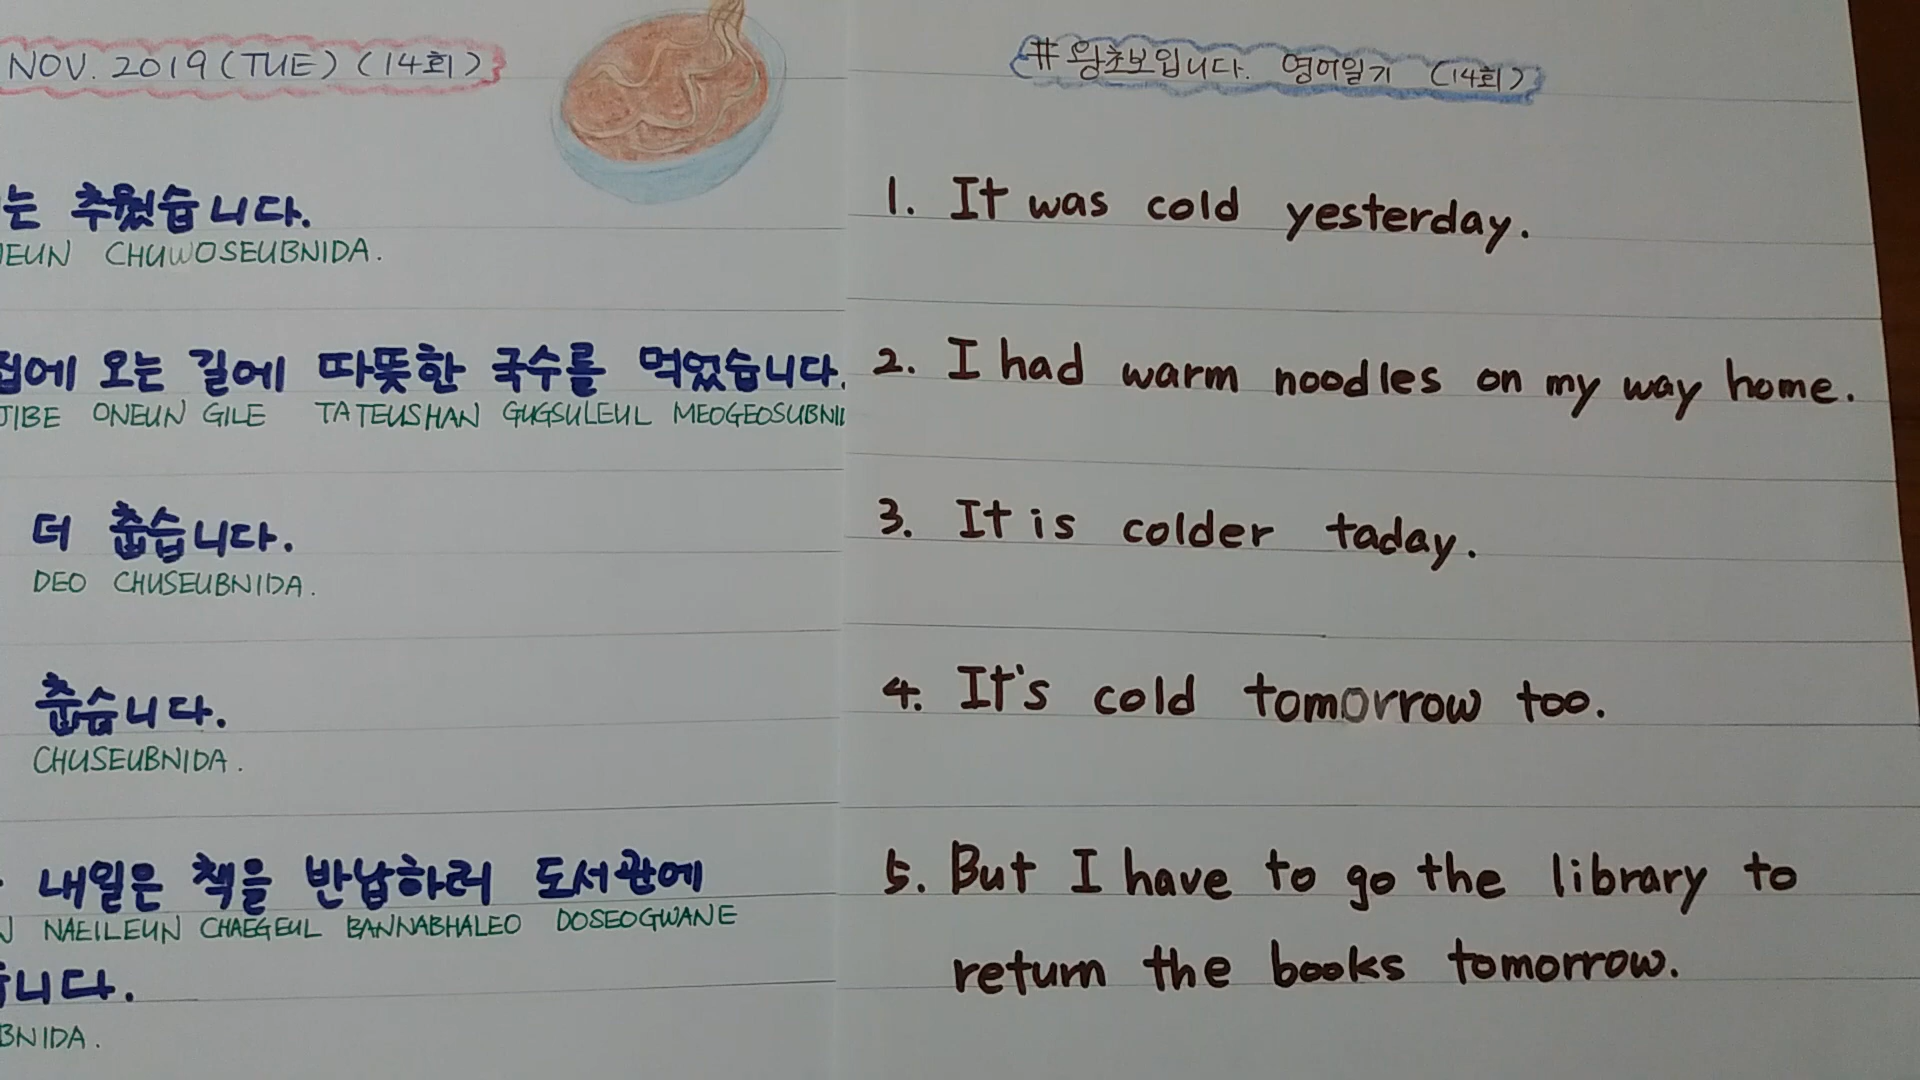 NOV. 2019 (TUE) (14회)
는 추웠습니다.
EUN CHUWOSEUBNIDA.
집에 오는 길에 따뜻한 국수를 먹었습니다.
JIBE ONEUN GILE TATEUSHAN GUGSULEUL MEOGEOSUBNI
더 춥습니다.
DEO CHUSEUBNIDA.
춥습니다.
CHUSEUBNIDA.
내일은 책을 반납하러 도서관에
N NAEILEUN CHAEGEUL BANNABHALEO DOSEOGWANE
습니다.
BNIDA.
#왕초보입니다. 영어일기 (14회)
1. It was cold yesterday.
2. I had warm noodles on my way home.
3. It is colder taday.
4. It's cold tomorrow too.
5. But I have to go the library to
return the books tomorrow.